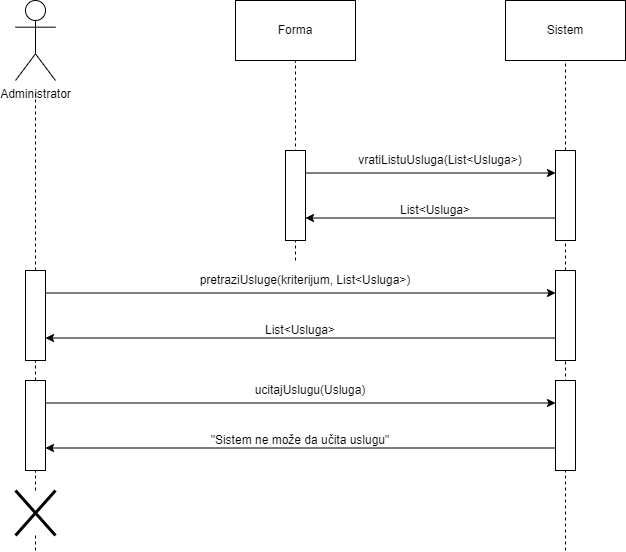 Administrator
Forma
Sistem
vratiListuUsluga(List<Usluga>)
List<Usluga>
pretraziUsluge(kriterijum, List<Usluga>)
List<Usluga>
ucitajUslugu(Usluga)
"Sistem ne može da učita uslugu"